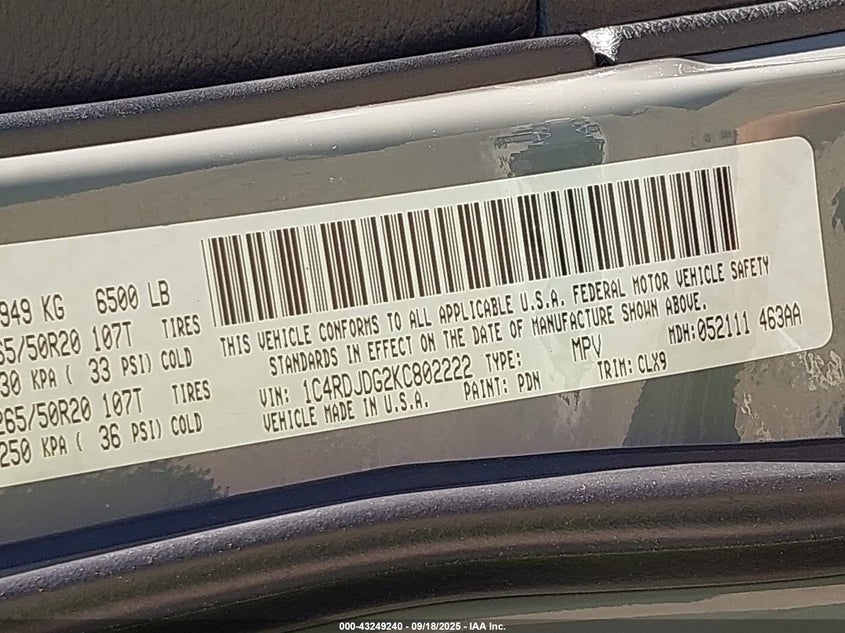 949 KG 6500 LB
65/50R20 107T TIRES
30 KPA ( 33 PSI) COLD
265/50R20 107T TIRES
250 KPA ( 36 PSI) COLD
THIS VEHICLE CONFORMS TO ALL APPLICABLE U.S.A. FEDERAL MOTOR VEHICLE SAFETY
STANDARDS IN EFFECT ON THE DATE OF MANUFACTURE SHOWN ABOVE.
VIN: 1C4RDJDG2KC802222 TYPE: MPV MDH:052111 463AA
VEHICLE MADE IN U.S.A. PAINT: PDN TRIM: CLX9
000-43249240 - 09/18/2025 - IAA Inc.